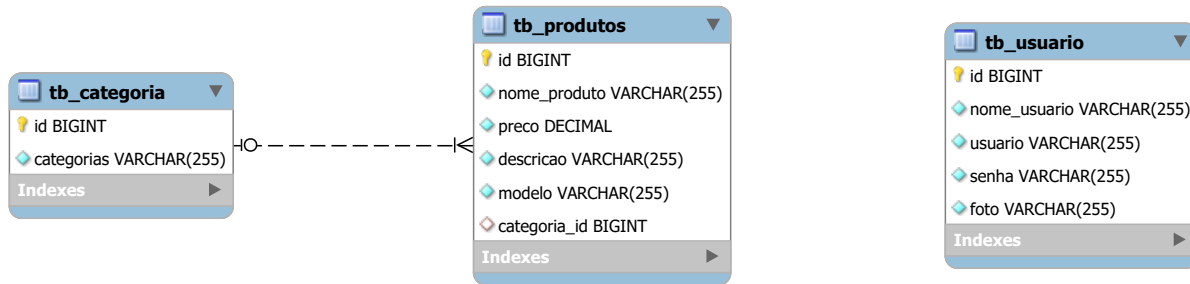 tb_categoria
id BIGINT
categorias VARCHAR(255)
Indexes
tb_produtos
id BIGINT
nome_produto VARCHAR(255)
preco DECIMAL
descricao VARCHAR(255)
modelo VARCHAR(255)
categoria_id BIGINT
Indexes
tb_usuario
id BIGINT
nome_usuario VARCHAR(255)
usuario VARCHAR(255)
senha VARCHAR(255)
foto VARCHAR(255)
Indexes